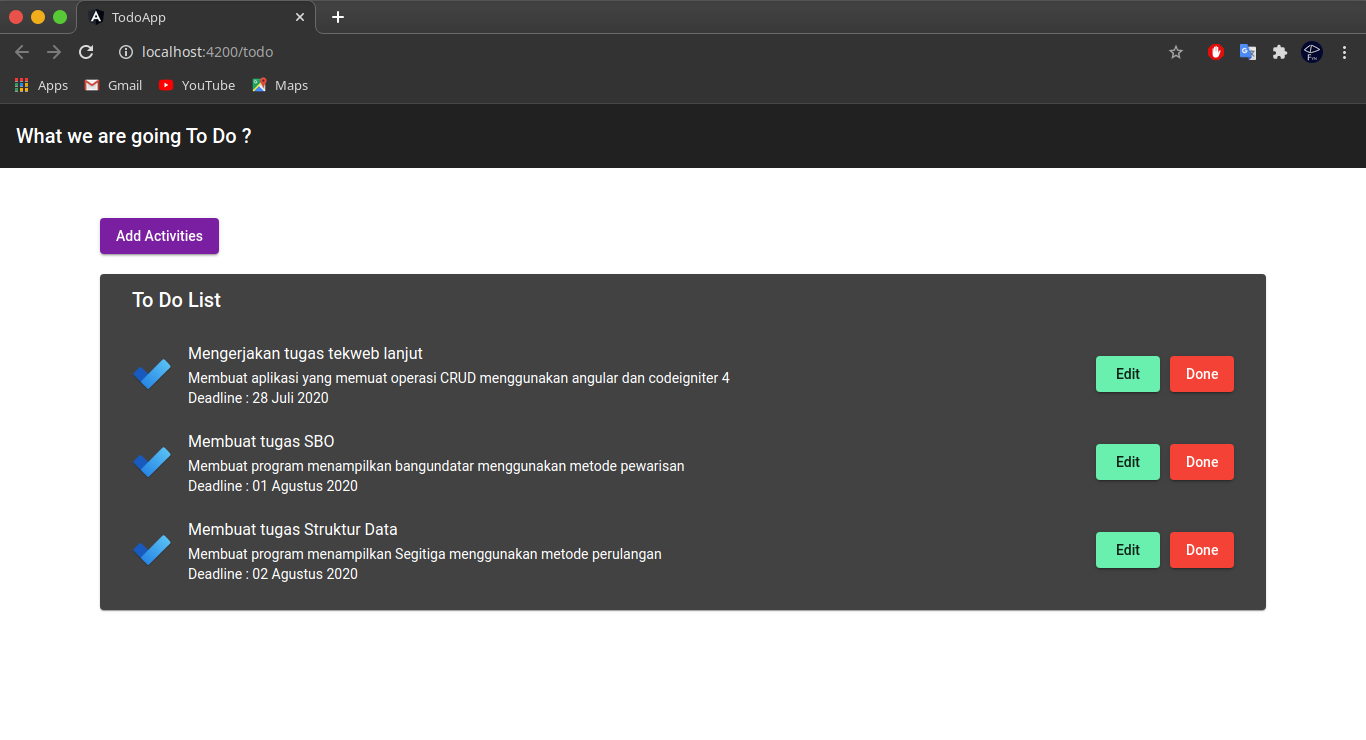 TodoApp
localhost:4200/todo
Apps Gmail YouTube Maps
What we are going To Do ?
Add Activities
To Do List
Mengerjakan tugas tekweb lanjut
Membuat aplikasi yang memuat operasi CRUD menggunakan angular dan codeigniter 4
Deadline : 28 Juli 2020
Edit Done
Membuat tugas SBO
Membuat program menampilkan bangundatar menggunakan metode pewarisan
Deadline : 01 Agustus 2020
Edit Done
Membuat tugas Struktur Data
Membuat program menampilkan Segitiga menggunakan metode perulangan
Deadline : 02 Agustus 2020
Edit Done